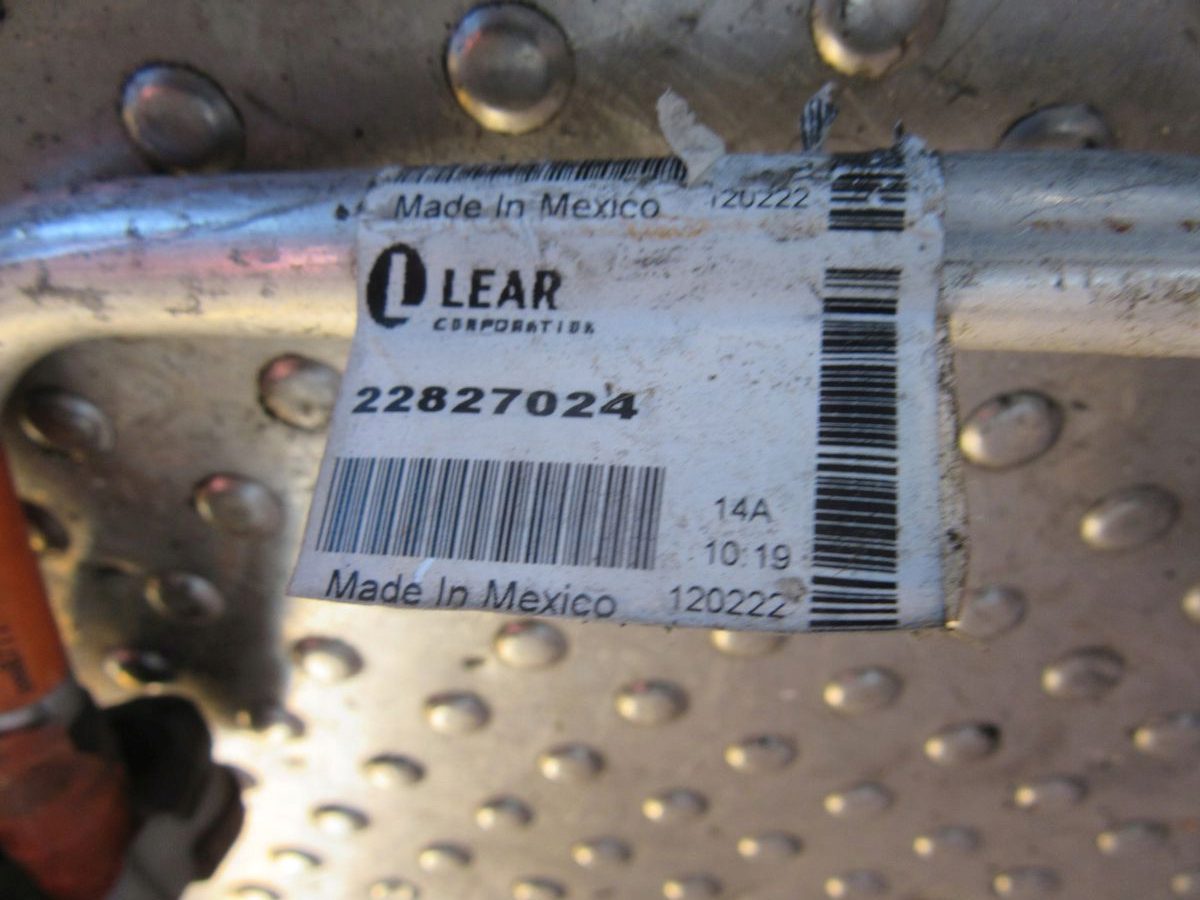 Made In Mexico 120222
LEAR
CORPORATION
22827024
14A
10:19
Made In Mexico 120222